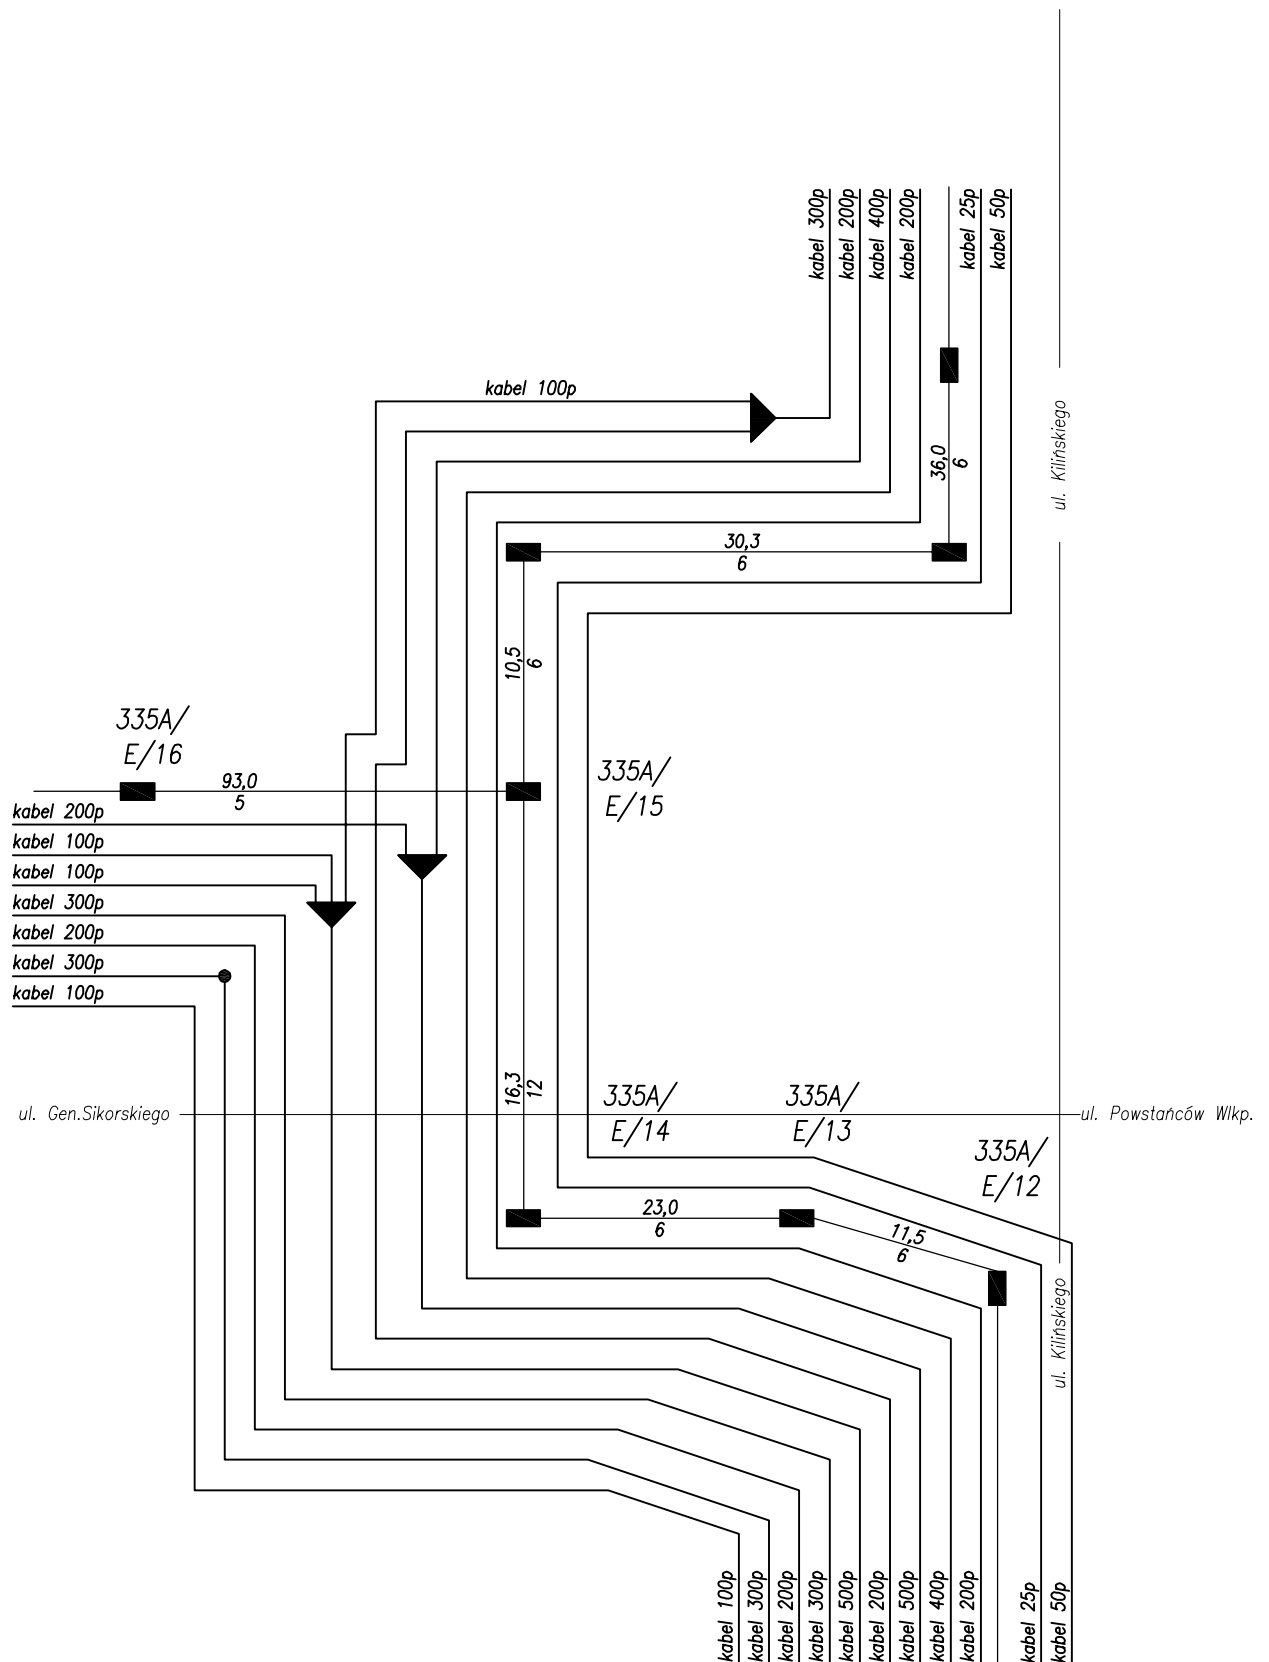 kabel 300p
kabel 200p
kabel 400p
kabel 200p
kabel 25p
kabel 50p
kabel 100p
ul. Kilińskiego
36,0
6
30,3
6
10,5
6
335A/
E/16
93,0
5
335A/
E/15
kabel 200p
kabel 100p
kabel 100p
kabel 300p
kabel 200p
kabel 300p
kabel 100p
16,3
12
ul. Gen.Sikorskiego
335A/
E/14
335A/
E/13
ul. Powstańców Wlkp.
335A/
E/12
23,0
6
11,5
6
ul. Kilińskiego
kabel 100p
kabel 300p
kabel 200p
kabel 300p
kabel 500p
kabel 200p
kabel 500p
kabel 400p
kabel 200p
kabel 25p
kabel 50p